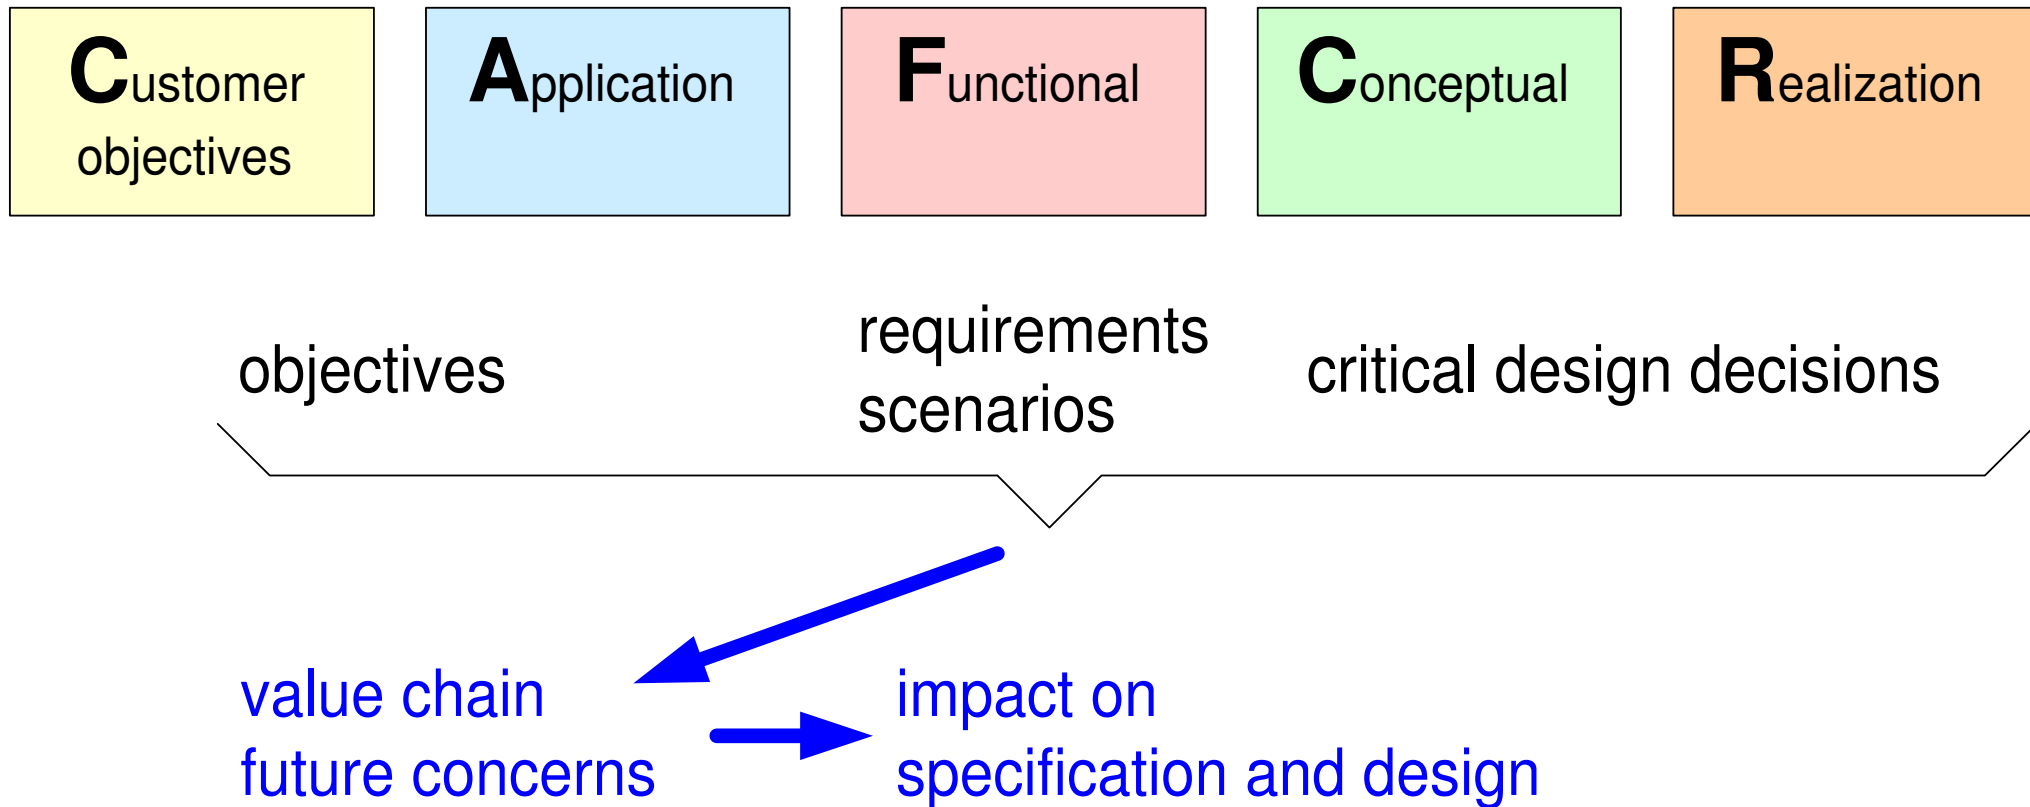 Customer
objectives
Application
Functional
Conceptual
Realization
objectives
requirements
scenarios
critical design decisions
value chain
future concerns
impact on
specification and design